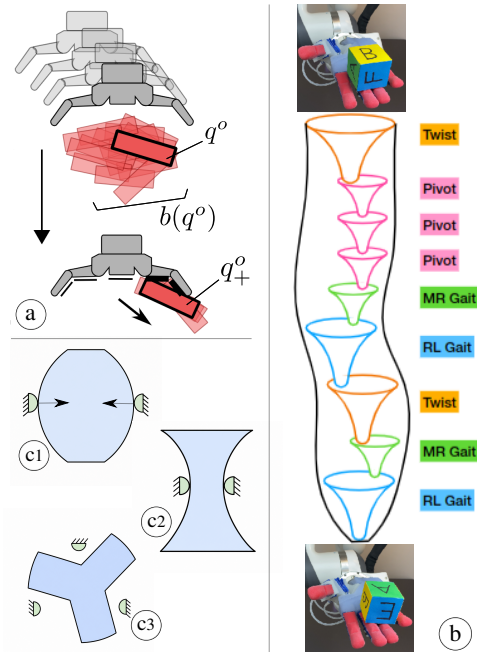 q^o
b(q^o)
q^o_+
a
c1
c2
c3
B
F
Twist
Pivot
Pivot
Pivot
MR Gait
RL Gait
Twist
MR Gait
RL Gait
A
E
b